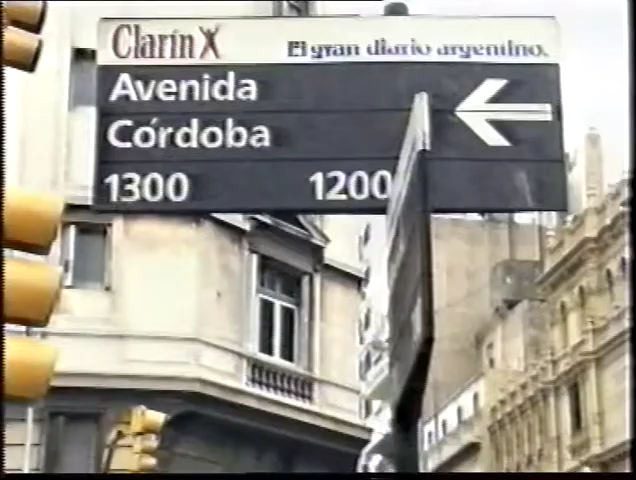 Clarín X
El gran diario argentino.
Avenida
Córdoba
1300 1200